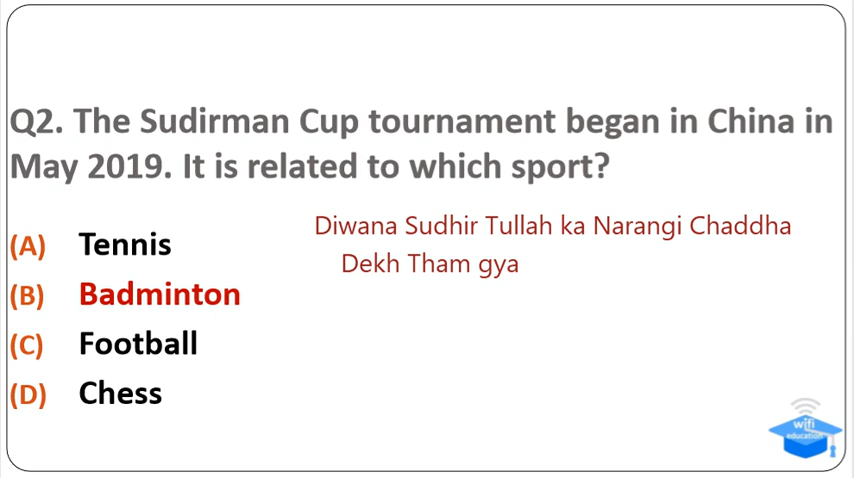 Q2. The Sudirman Cup tournament began in China in
May 2019. It is related to which sport?
Diwana Sudhir Tullah ka Narangi Chaddha
Dekh Tham gya
(A) Tennis
(B) Badminton
(C) Football
(D) Chess
wifi
education